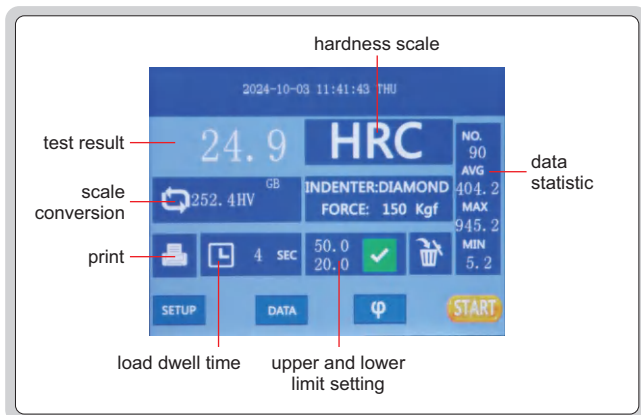 hardness scale
2024-10-03 11:41:43 THU
test result
24.9
HRC
NO.
90
AVG
404.2
MAX
945.2
MIN
5.2
data
statistic
scale
conversion
252.4HV
GB
INDENTER:DIAMOND
FORCE: 150 Kgf
print
4 SEC
50.0
20.0
SETUP
DATA
φ
START
load dwell time
upper and lower
limit setting